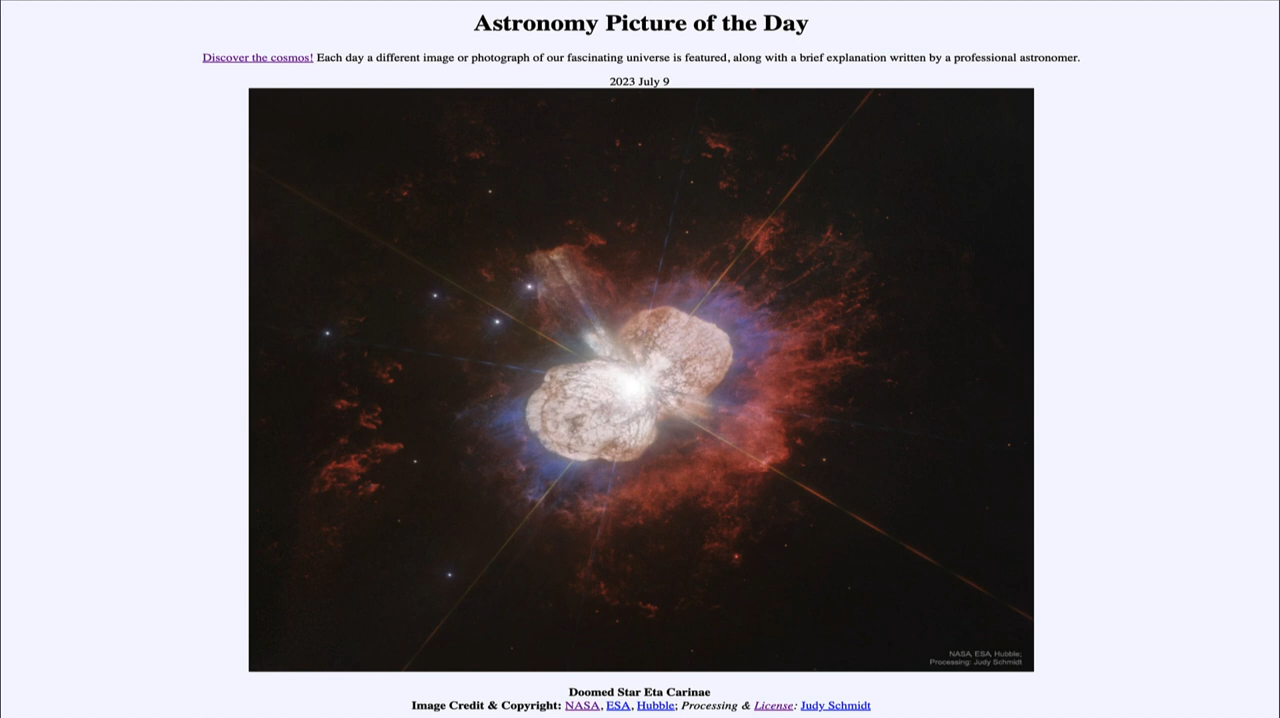 Astronomy Picture of the Day
Discover the cosmos! Each day a different image or photograph of our fascinating universe is featured, along with a brief explanation written by a professional astronomer.
2023 July 9
NASA, ESA, Hubble;
Processing: Judy Schmidt
Doomed Star Eta Carinae
Image Credit & Copyright: NASA, ESA, Hubble; Processing & License: Judy Schmidt